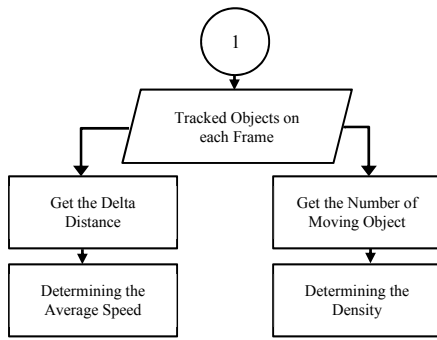 1
Tracked Objects on
each Frame
Get the Delta
Distance
Get the Number of
Moving Object
Determining the
Average Speed
Determining the
Density